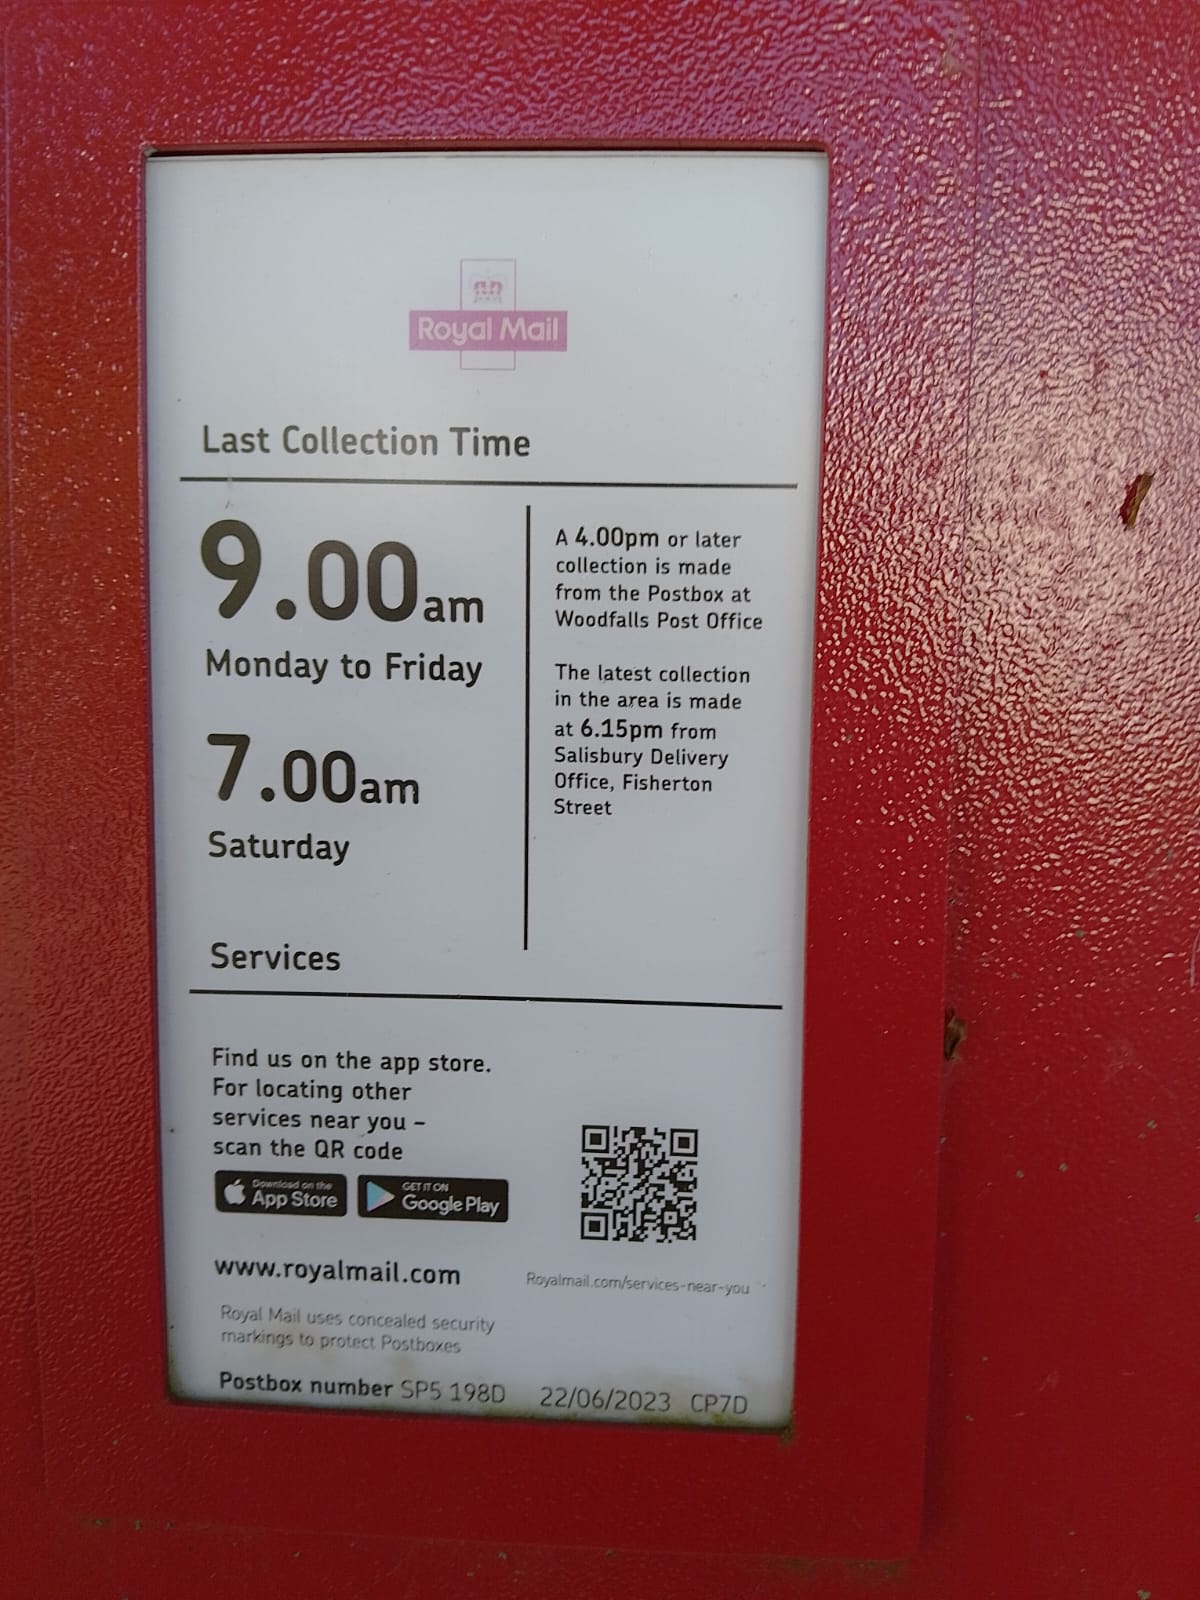 Royal Mail
Last Collection Time
9.00am
Monday to Friday
7.00am
Saturday
A 4.00pm or later
collection is made
from the Postbox at
Woodfalls Post Office
The latest collection
in the area is made
at 6.15pm from
Salisbury Delivery
Office, Fisherton
Street
Services
Find us on the app store.
For locating other
services near you –
scan the QR code
Download on the
App Store
GET IT ON
Google Play
www.royalmail.com
Royalmail.com/services-near-you
Royal Mail uses concealed security
markings to protect Postboxes
Postbox number SP5 198D 22/06/2023 CP7D